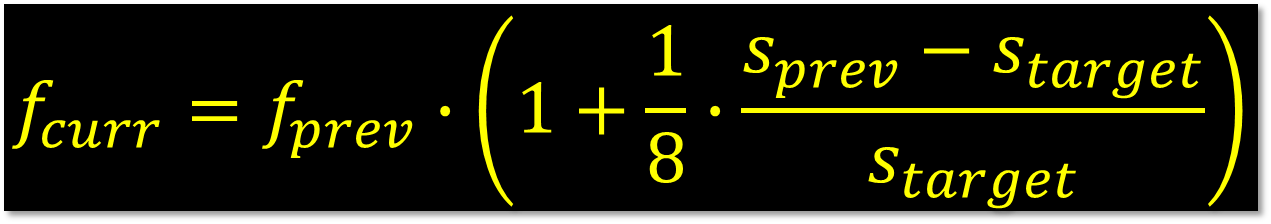 f_curr = f_prev · (1 + 1/8 · (s_prev − s_target)/s_target)